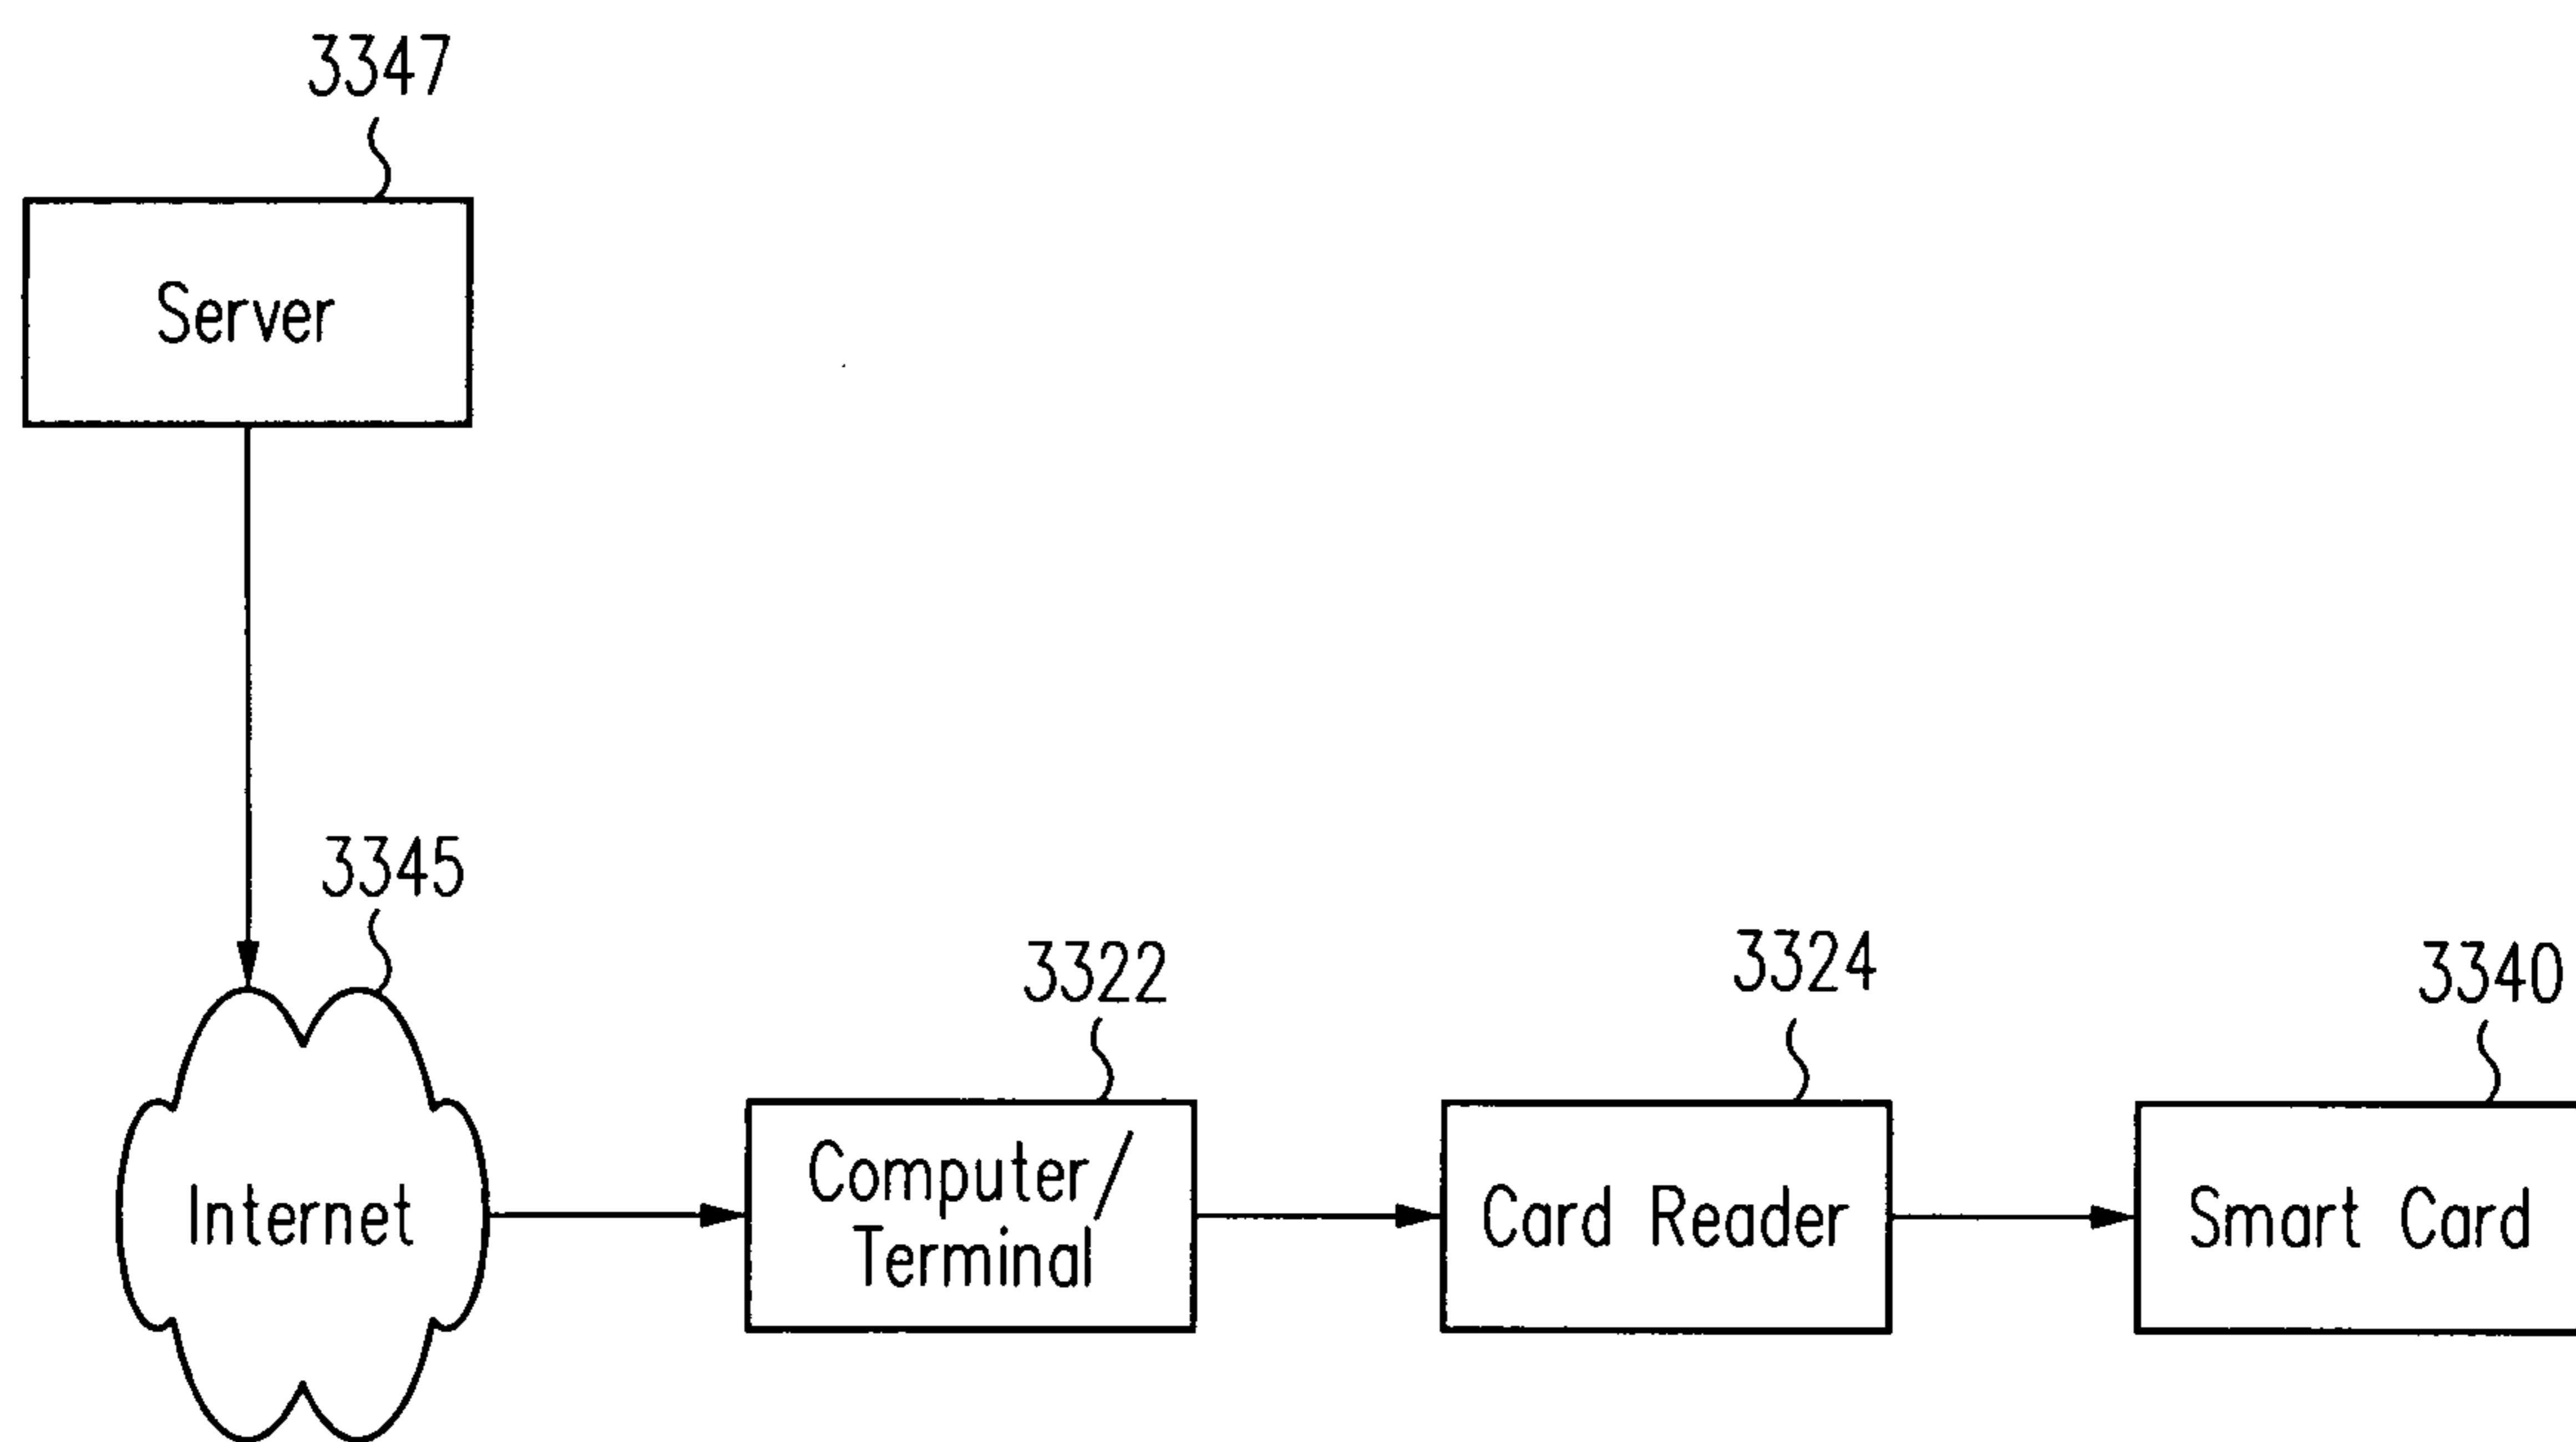 3347
Server
3345
Internet
3322
Computer/
Terminal
3324
Card Reader
3340
Smart Card